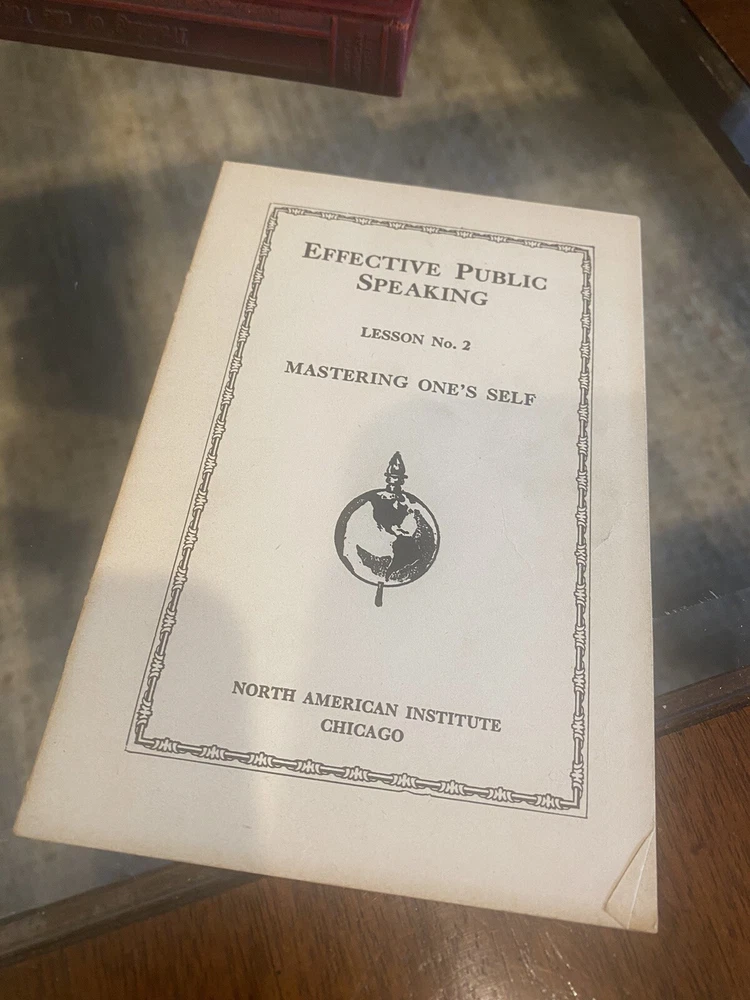 EFFECTIVE PUBLIC
SPEAKING
LESSON No. 2
MASTERING ONE'S SELF
NORTH AMERICAN INSTITUTE
CHICAGO